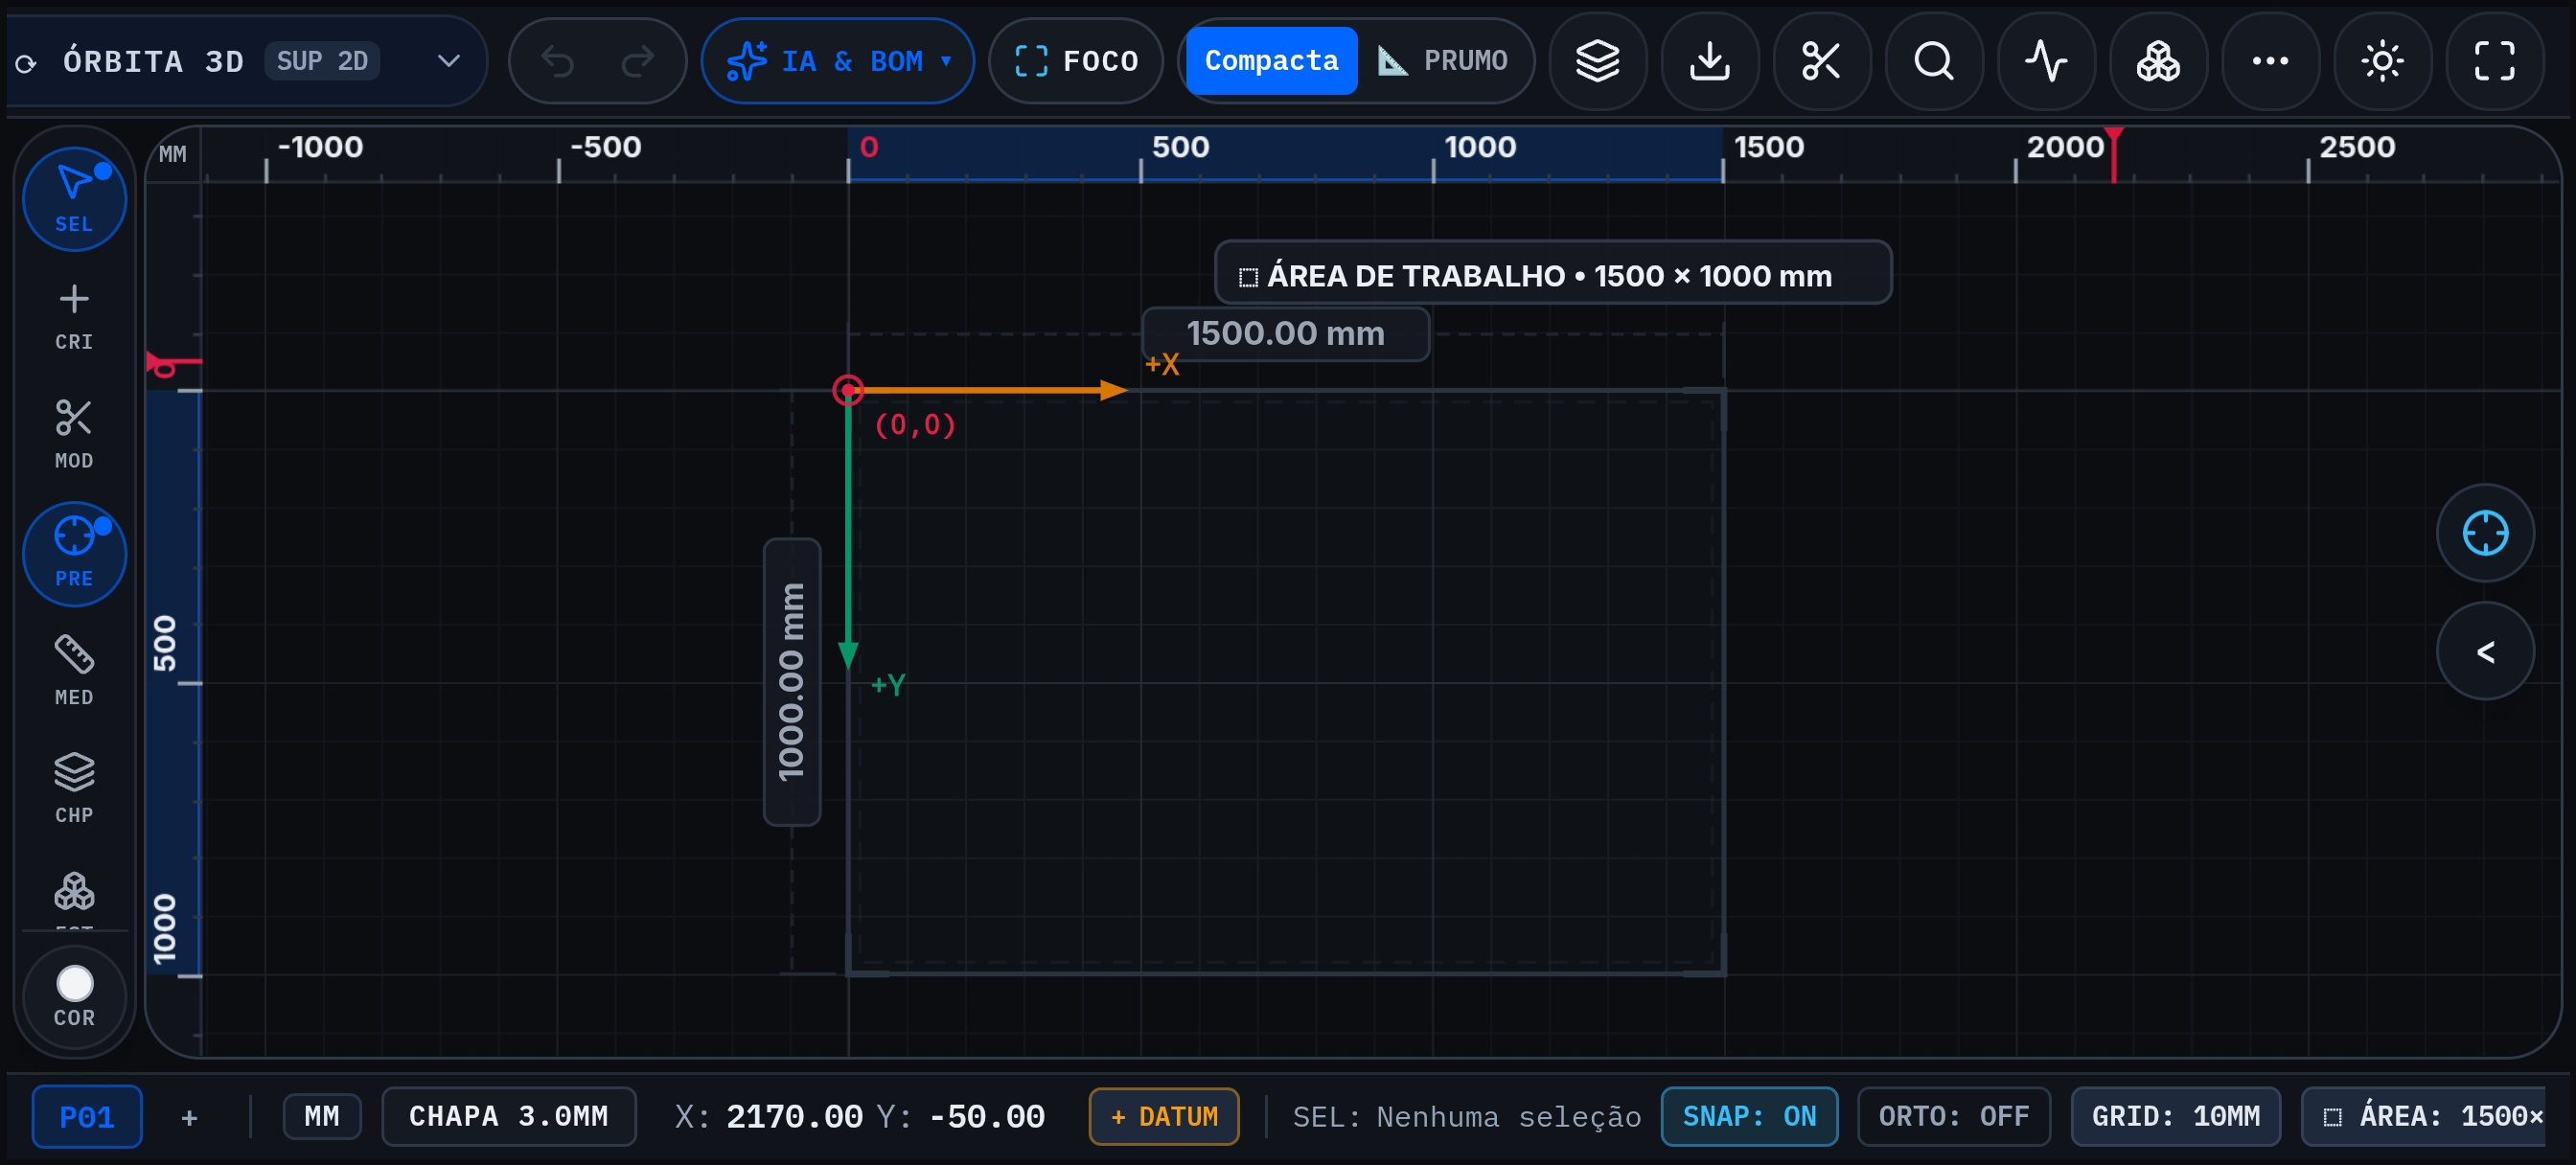 ⟳ ÓRBITA 3D SUP 2D IA & BOM ▾ FOCO Compacta PRUMO
MM -1000 -500 0 500 1000 1500 2000 2500
SEL
CRI
MOD
PRE
MED
CHP
COR
0
500
1000
ÁREA DE TRABALHO • 1500 × 1000 mm
1500.00 mm
+X
(0,0)
1000.00 mm
+Y
<
P01 + MM CHAPA 3.0MM X: 2170.00 Y: -50.00 + DATUM SEL: Nenhuma seleção SNAP: ON ORTO: OFF GRID: 10MM ÁREA: 1500×